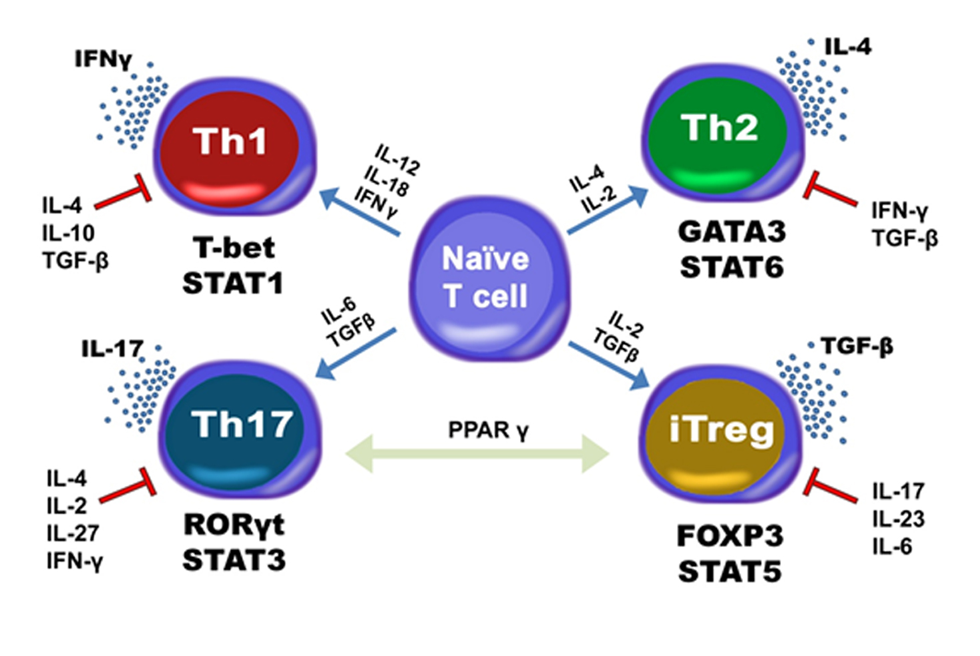 IFNγ
Th1
IL-4
IL-10
TGF-β
T-bet
STAT1
IL-12
IL-18
IFN γ
Naïve
T cell
IL-4
IL-2
IL-4
Th2
IFN-γ
TGF-β
GATA3
STAT6
IL-17
Th17
IL-4
IL-2
IL-27
IFN-γ
RORγt
STAT3
IL-6
TGFβ
PPAR γ
IL-2
TGFβ
TGF-β
iTreg
IL-17
IL-23
IL-6
FOXP3
STAT5